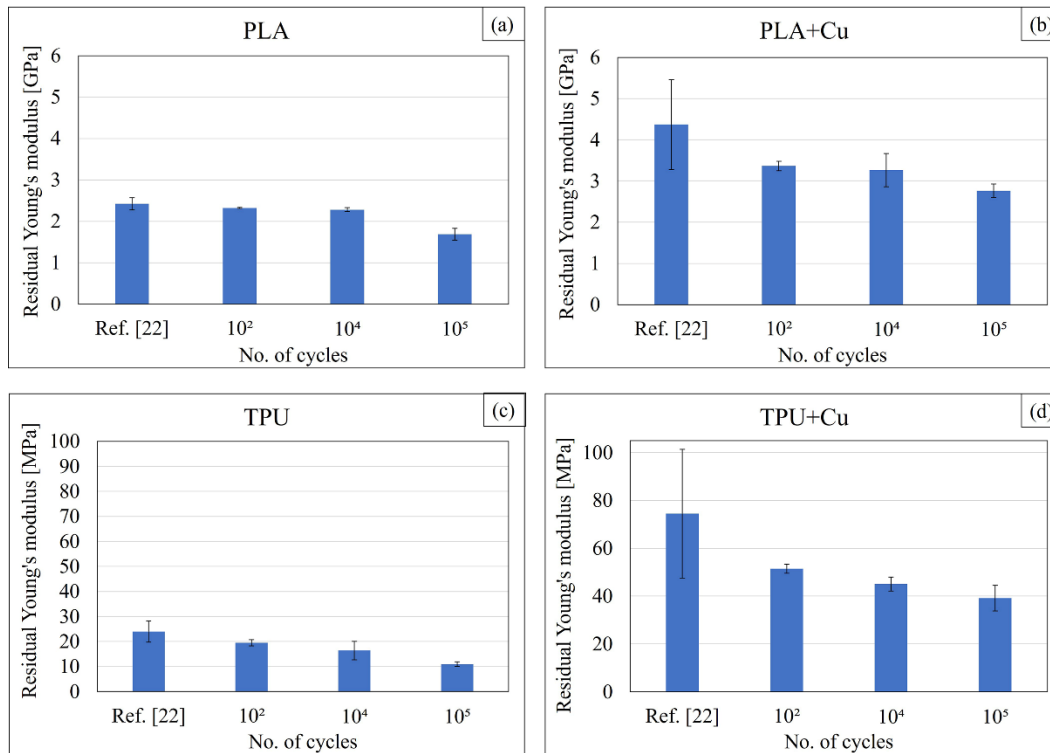 PLA
(a)
Residual Young's modulus [GPa]
6
5
4
3
2
1
0
Ref. [22]
10²
10⁴
10⁵
No. of cycles
PLA+Cu
(b)
Residual Young's modulus [GPa]
6
5
4
3
2
1
0
Ref. [22]
10²
10⁴
10⁵
No. of cycles
TPU
(c)
Residual Young's modulus [MPa]
100
90
80
70
60
50
40
30
20
10
0
Ref. [22]
10²
10⁴
10⁵
No. of cycles
TPU+Cu
(d)
Residual Young's modulus [MPa]
100
80
60
40
20
0
Ref. [22]
10²
10⁴
10⁵
No. of cycles